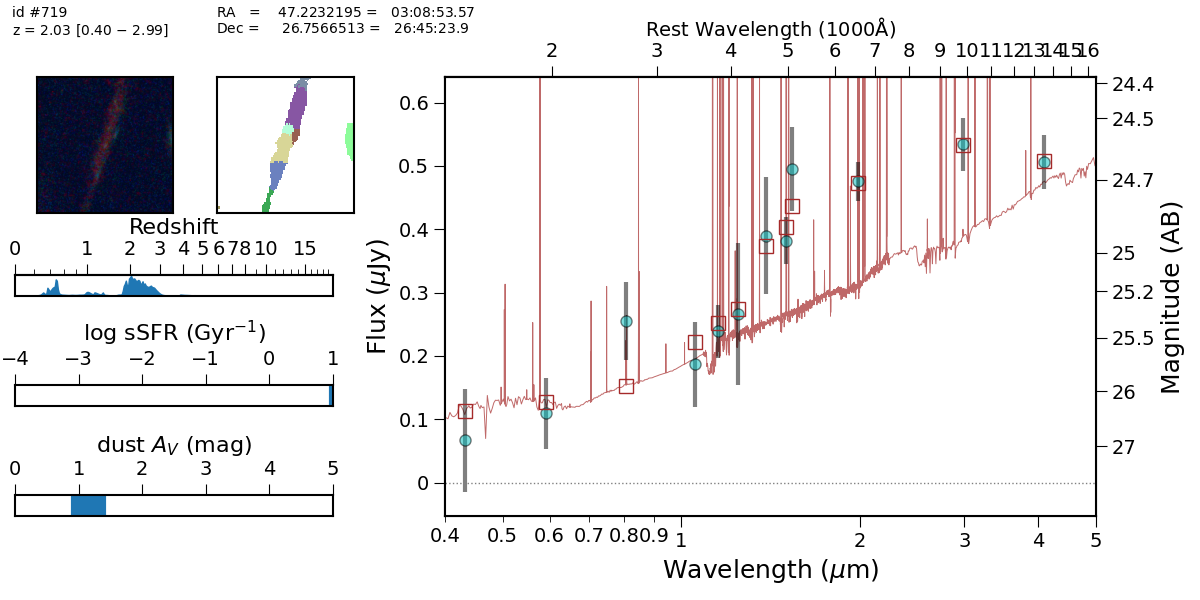 id #719
z = 2.03 [0.40 − 2.99]
RA = 47.2232195 = 03:08:53.57
Dec = 26.7566513 = 26:45:23.9
Redshift
0 1 2 3 4 5 6 7 8 10 15
log sSFR (Gyr⁻¹)
−4 −3 −2 −1 0 1
dust A_V (mag)
0 1 2 3 4 5
Rest Wavelength (1000Å)
2 3 4 5 6 7 8 9 10 11 12 13 14 15 16
Flux (μJy)
0.6
0.5
0.4
0.3
0.2
0.1
0
24.4
24.5
24.7
25
25.2
25.5
26
27
Magnitude (AB)
0.4 0.5 0.6 0.7 0.8 0.9 1 2 3 4 5
Wavelength (μm)